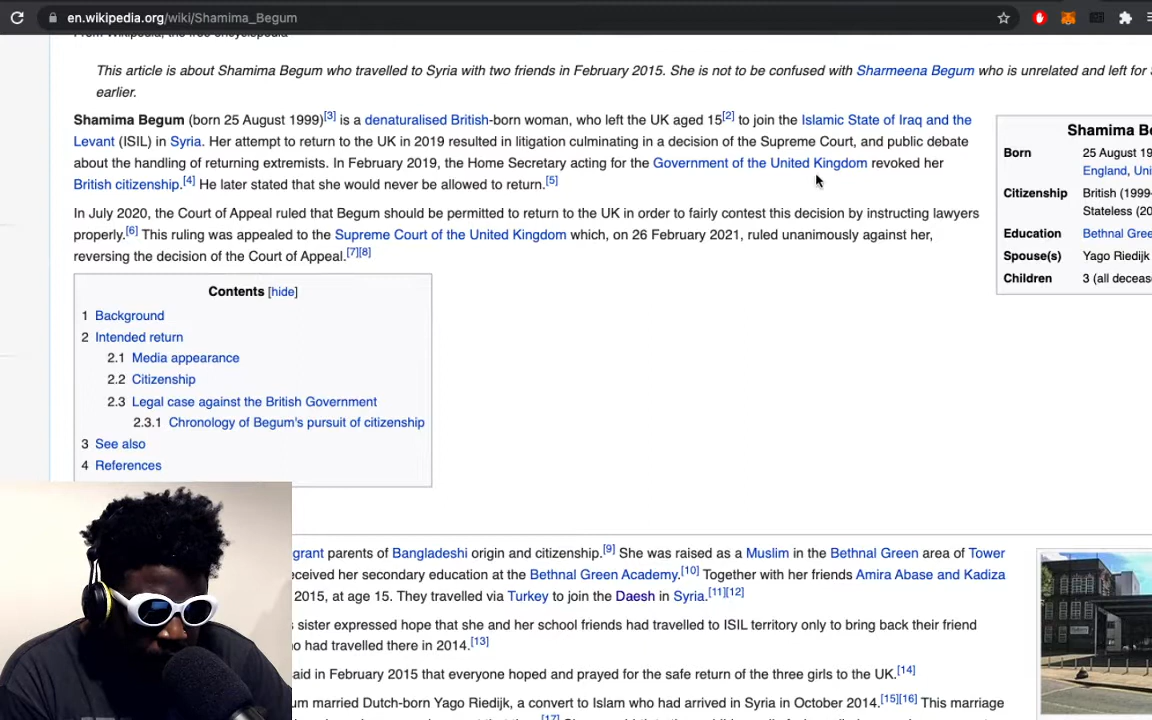 en.wikipedia.org/wiki/Shamima_Begum
This article is about Shamima Begum who travelled to Syria with two friends in February 2015. She is not to be confused with Sharmeena Begum who is unrelated and left for
earlier.
Shamima Begum (born 25 August 1999)[3] is a denaturalised British-born woman, who left the UK aged 15[2] to join the Islamic State of Iraq and the
Levant (ISIL) in Syria. Her attempt to return to the UK in 2019 resulted in litigation culminating in a decision of the Supreme Court, and public debate
about the handling of returning extremists. In February 2019, the Home Secretary acting for the Government of the United Kingdom revoked her
British citizenship.[4] He later stated that she would never be allowed to return.[5]
In July 2020, the Court of Appeal ruled that Begum should be permitted to return to the UK in order to fairly contest this decision by instructing lawyers
properly.[6] This ruling was appealed to the Supreme Court of the United Kingdom which, on 26 February 2021, ruled unanimously against her,
reversing the decision of the Court of Appeal.[7][8]
Shamima Be
Born 25 August 19
England, Uni
Citizenship British (1999-
Stateless (20
Education Bethnal Gree
Spouse(s) Yago Riedijk
Children 3 (all deceas
Contents [hide]
1 Background
2 Intended return
2.1 Media appearance
2.2 Citizenship
2.3 Legal case against the British Government
2.3.1 Chronology of Begum's pursuit of citizenship
3 See also
4 References
grant parents of Bangladeshi origin and citizenship.[9] She was raised as a Muslim in the Bethnal Green area of Tower
eceived her secondary education at the Bethnal Green Academy.[10] Together with her friends Amira Abase and Kadiza
2015, at age 15. They travelled via Turkey to join the Daesh in Syria.[11][12]
sister expressed hope that she and her school friends had travelled to ISIL territory only to bring back their friend
o had travelled there in 2014.[13]
aid in February 2015 that everyone hoped and prayed for the safe return of the three girls to the UK.[14]
um married Dutch-born Yago Riedijk, a convert to Islam who had arrived in Syria in October 2014.[15][16] This marriage